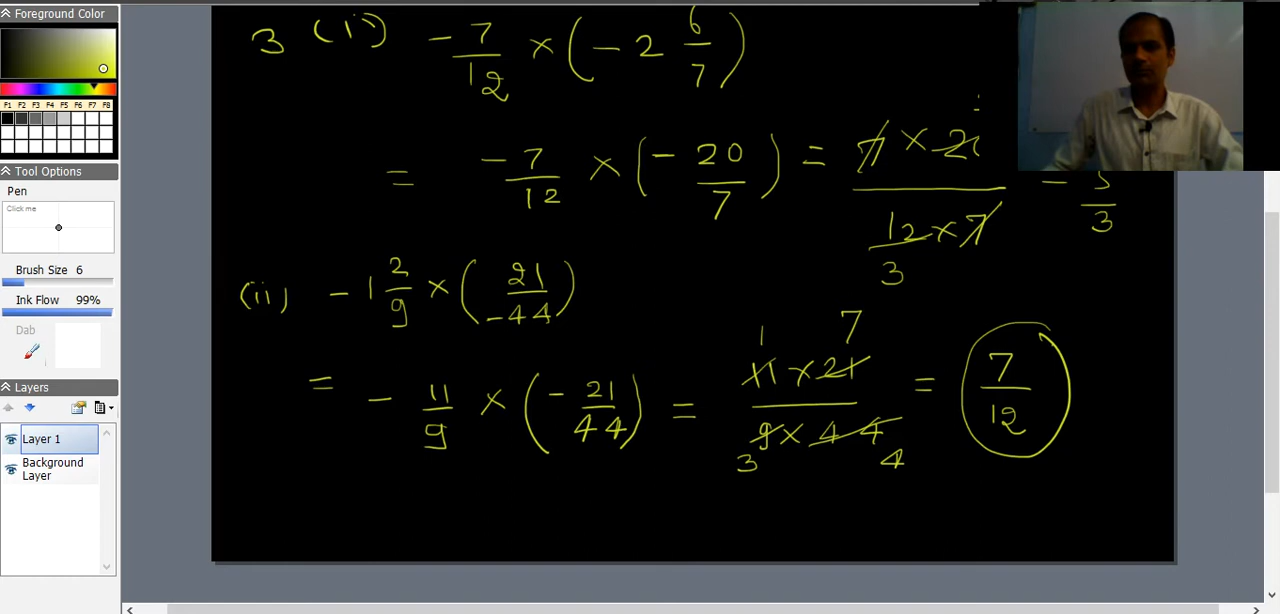 Foreground Color
F1 F2 F3 F4 F5 F6 F7 F8
Tool Options
Pen
Click me
Brush Size 6
Ink Flow 99%
Dab
Layers
Layer 1
Background
Layer
3 (i) - 7/12 × (-2 6/7)
= -7/12 × (-20/7) = 7 × 2 / 12 × 7
3
3
(ii) - 1 2/9 × (21/-44)
1 7
= - 11/9 × (-21/44) = 11 × 21 / 9 × 44 = 7/12
3 4